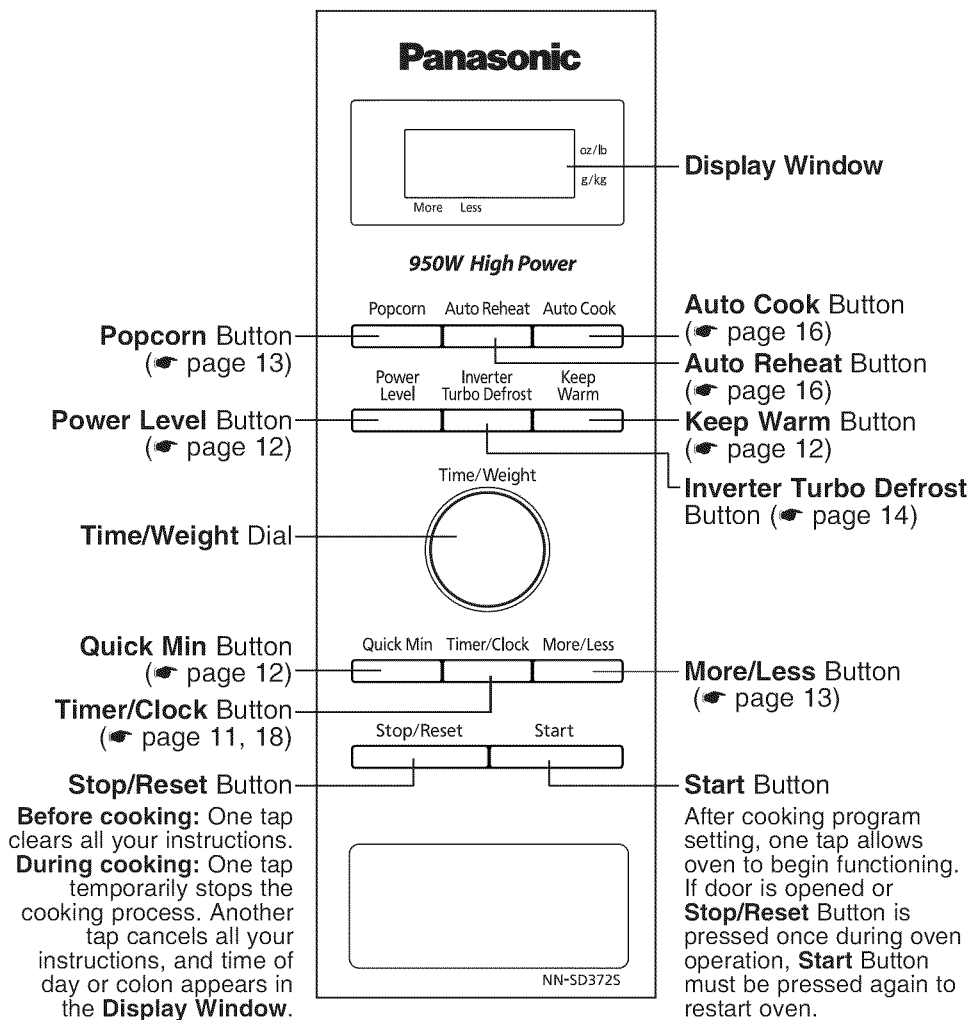 Panasonic
oz/lb
g/kg
More Less
Display Window
950W High Power
Popcorn Auto Reheat Auto Cook
Popcorn Button
(☛ page 13)
Auto Cook Button
(☛ page 16)
Auto Reheat Button
(☛ page 16)
Power
Level
Inverter
Turbo Defrost
Keep
Warm
Power Level Button
(☛ page 12)
Keep Warm Button
(☛ page 12)
Inverter Turbo Defrost
Button (☛ page 14)
Time/Weight
Time/Weight Dial
Quick Min Timer/Clock More/Less
Quick Min Button
(☛ page 12)
More/Less Button
(☛ page 13)
Timer/Clock Button
(☛ page 11, 18)
Stop/Reset Start
Stop/Reset Button
Before cooking: One tap
clears all your instructions.
During cooking: One tap
temporarily stops the
cooking process. Another
tap cancels all your
instructions, and time of
day or colon appears in
the Display Window.
Start Button
After cooking program
setting, one tap allows
oven to begin functioning.
If door is opened or
Stop/Reset Button is
pressed once during oven
operation, Start Button
must be pressed again to
restart oven.
NN-SD372S